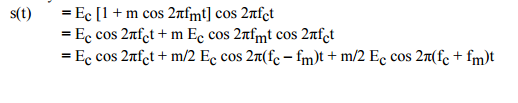 s(t) = Ec [1 + m cos 2πfmt] cos 2πfct
= Ec cos 2πfct + m Ec cos 2πfmt cos 2πfct
= Ec cos 2πfct + m/2 Ec cos 2π(fc – fm)t + m/2 Ec cos 2π(fc + fm)t